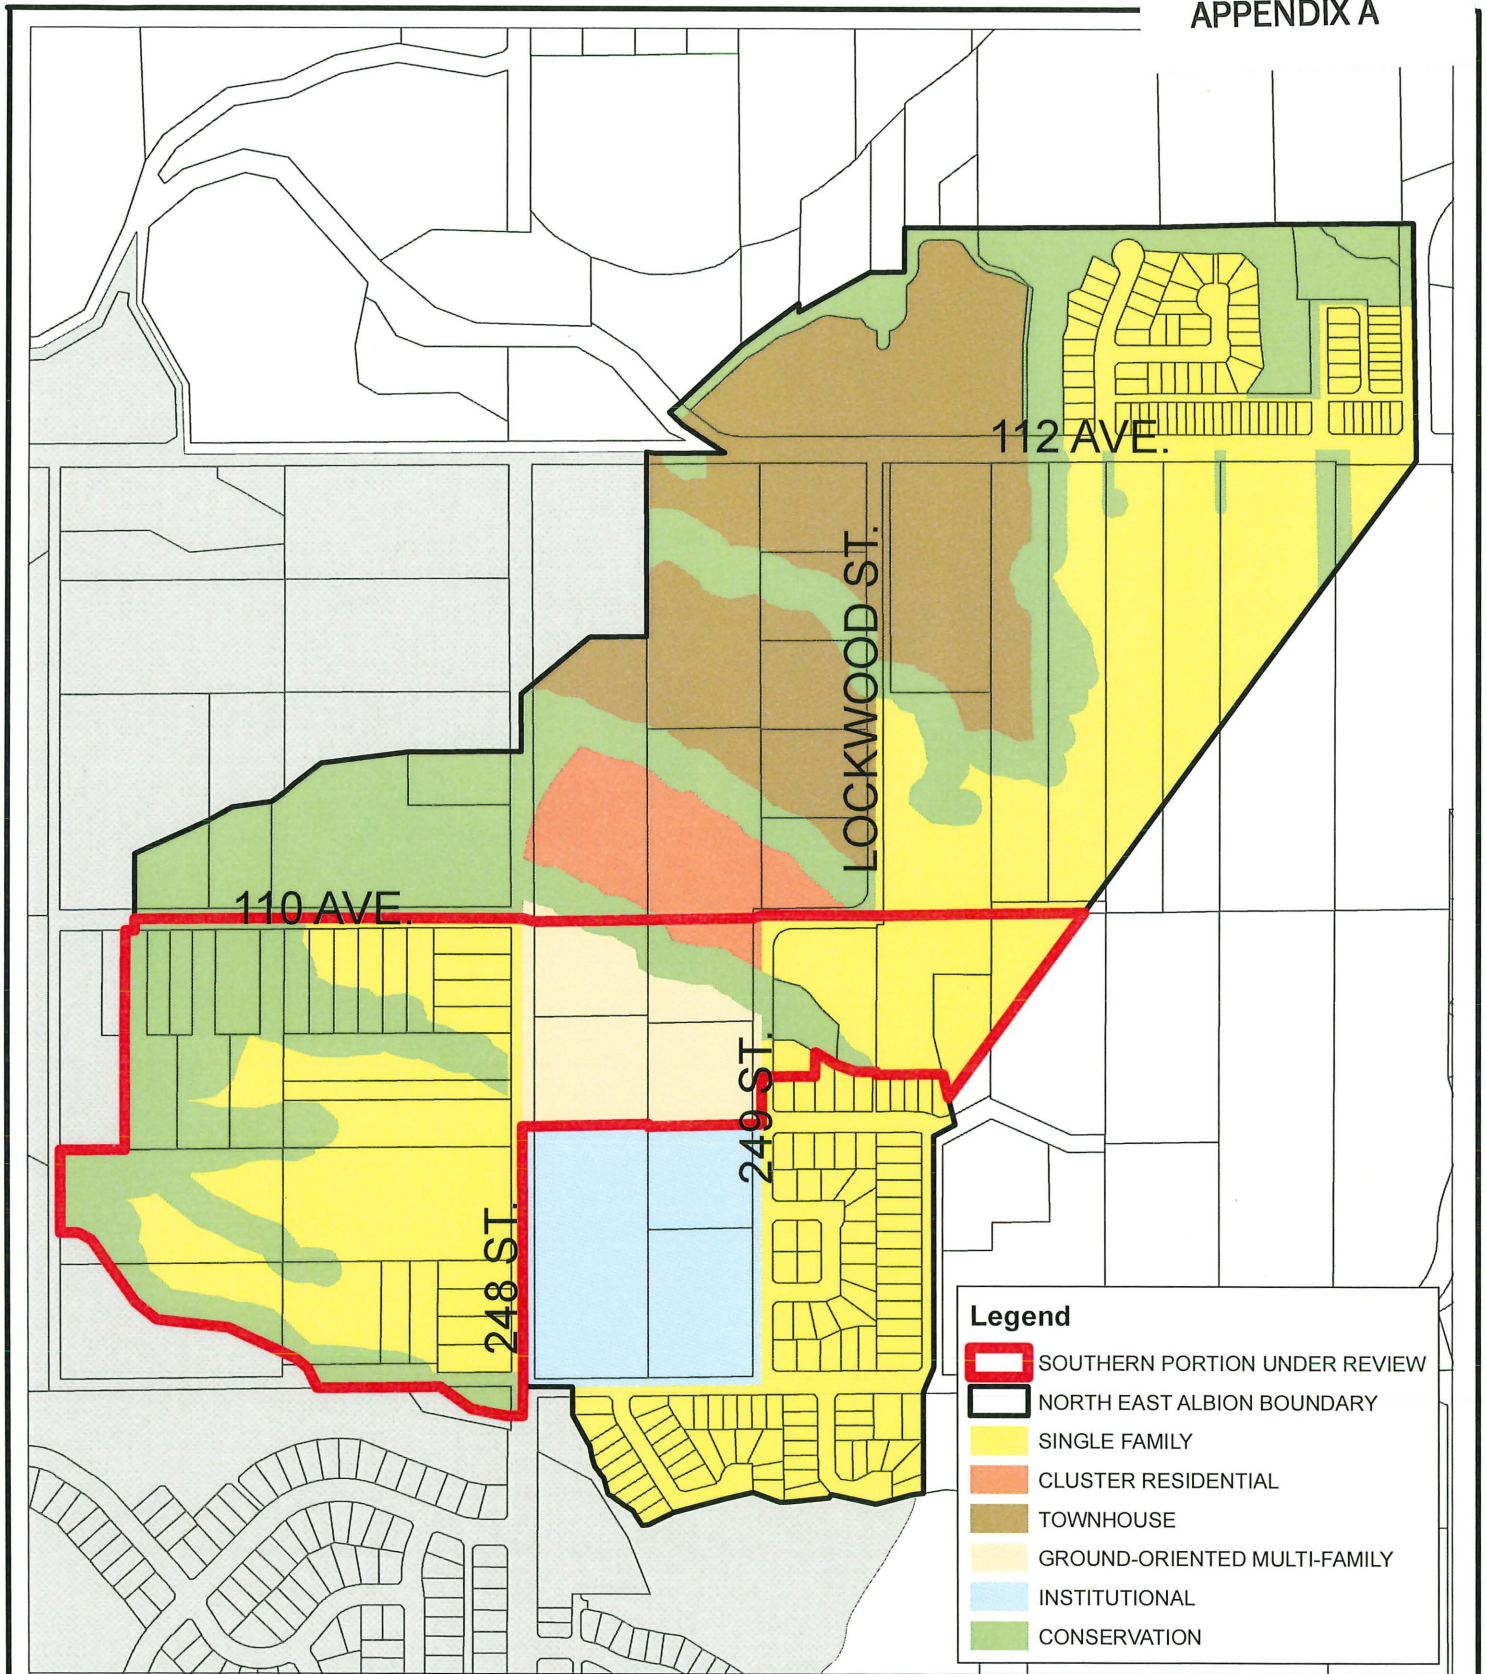 APPENDIX A
112 AVE.
LOCKWOOD ST.
110 AVE.
249 ST.
248 ST.
Legend
SOUTHERN PORTION UNDER REVIEW
NORTH EAST ALBION BOUNDARY
SINGLE FAMILY
CLUSTER RESIDENTIAL
TOWNHOUSE
GROUND-ORIENTED MULTI-FAMILY
INSTITUTIONAL
CONSERVATION